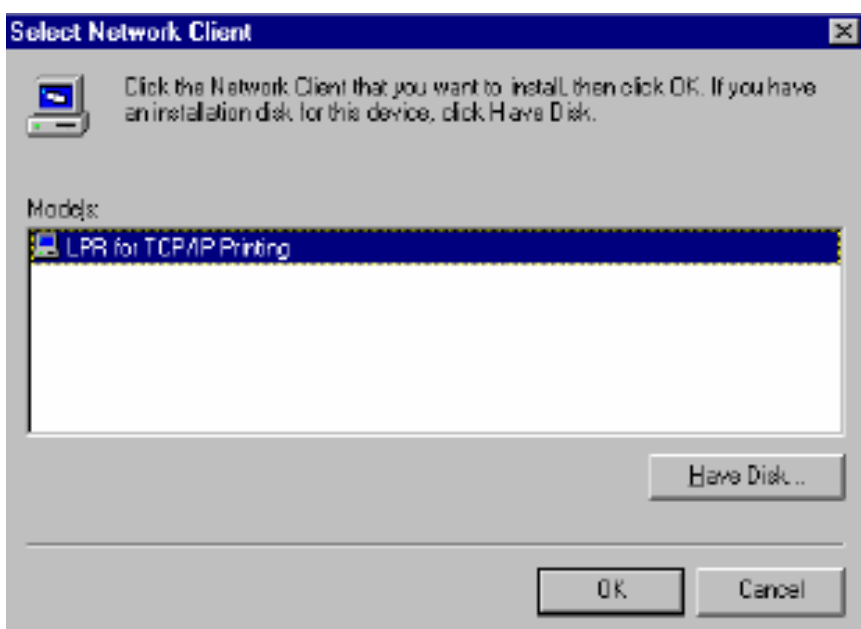 Select Network Client
Click the Network Client that you want to install, then click OK. If you have
an installation disk for this device, click Have Disk.
Models:
LPR for TCP/IP Printing
Have Disk...
OK
Cancel